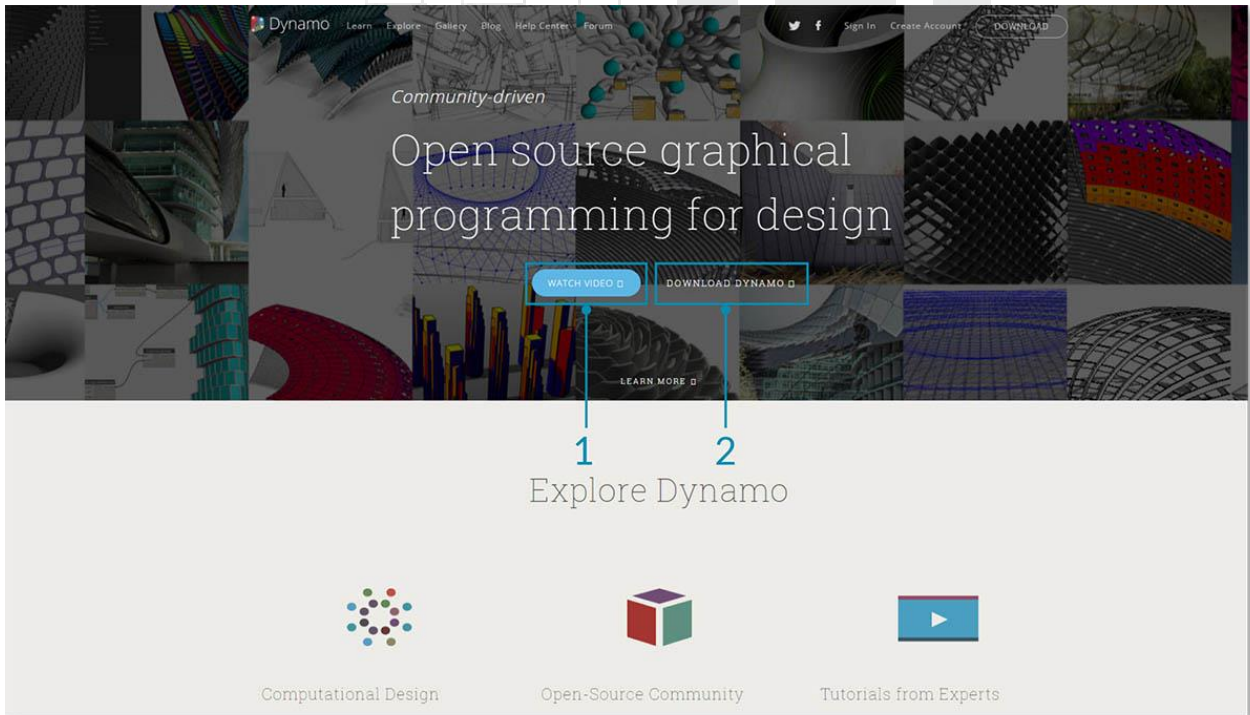 Dynamo Learn Explore Gallery Blog Help Center Forum Sign In Create Account DOWNLOAD
Community-driven
Open source graphical
programming for design
WATCH VIDEO DOWNLOAD DYNAMO
LEARN MORE
1 2
Explore Dynamo
Computational Design Open-Source Community Tutorials from Experts